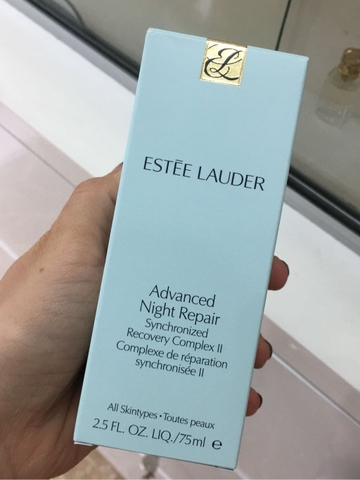 EL
ESTĒE LAUDER
Advanced
Night Repair
Synchronized
Recovery Complex II
Complexe de réparation
synchronisée II
All Skintypes • Toutes peaux
2.5 FL. OZ. LIQ./75ml ℮